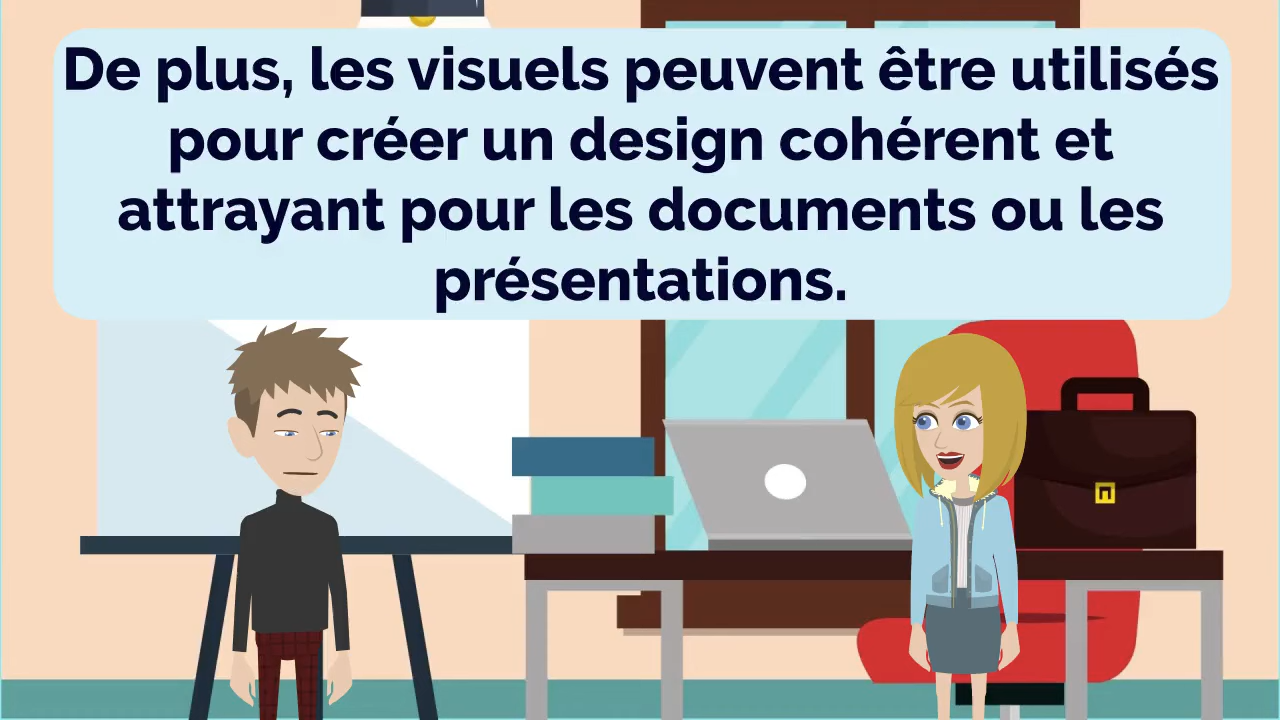 De plus, les visuels peuvent être utilisés
pour créer un design cohérent et
attrayant pour les documents ou les
présentations.